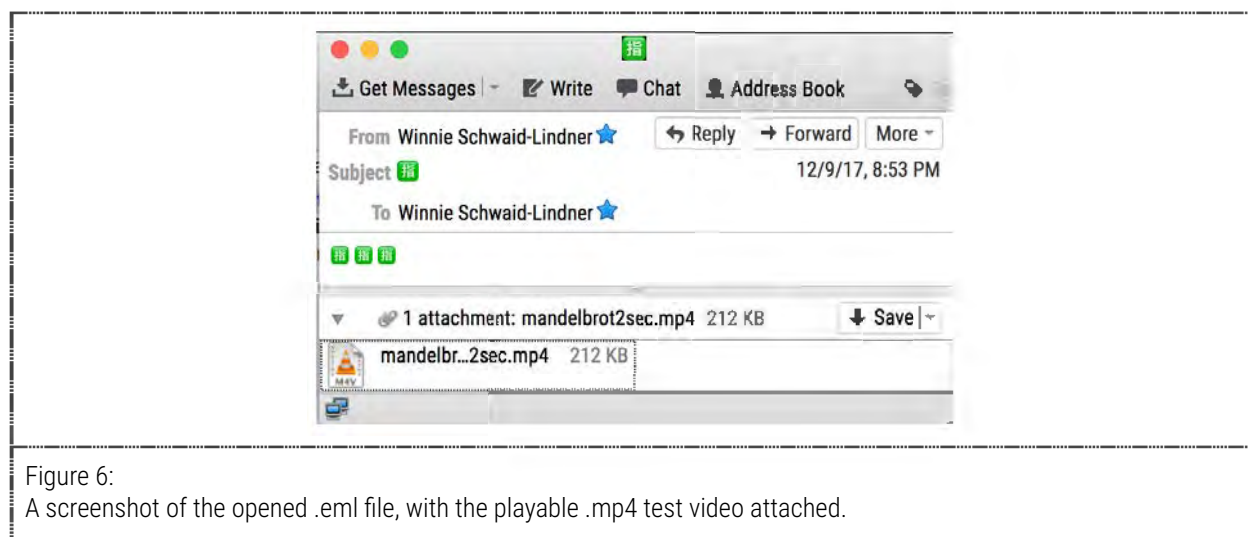 指
Get Messages Write Chat Address Book
From Winnie Schwaid-Lindner Reply Forward More
Subject 指 12/9/17, 8:53 PM
To Winnie Schwaid-Lindner
指 指 指
1 attachment: mandelbrot2sec.mp4 212 KB Save
mandelbr...2sec.mp4 212 KB
M4V
Figure 6:
A screenshot of the opened .eml file, with the playable .mp4 test video attached.